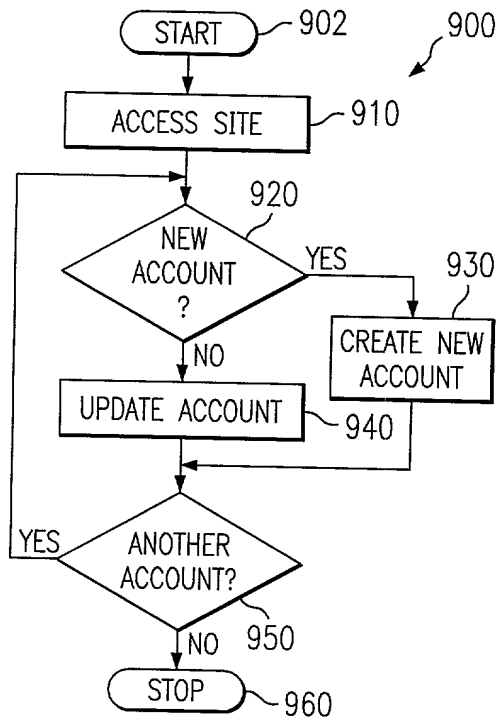 START
902
900
ACCESS SITE
910
920
NEW
ACCOUNT
?
YES
930
CREATE NEW
ACCOUNT
NO
UPDATE ACCOUNT
940
YES
ANOTHER
ACCOUNT?
950
NO
STOP
960